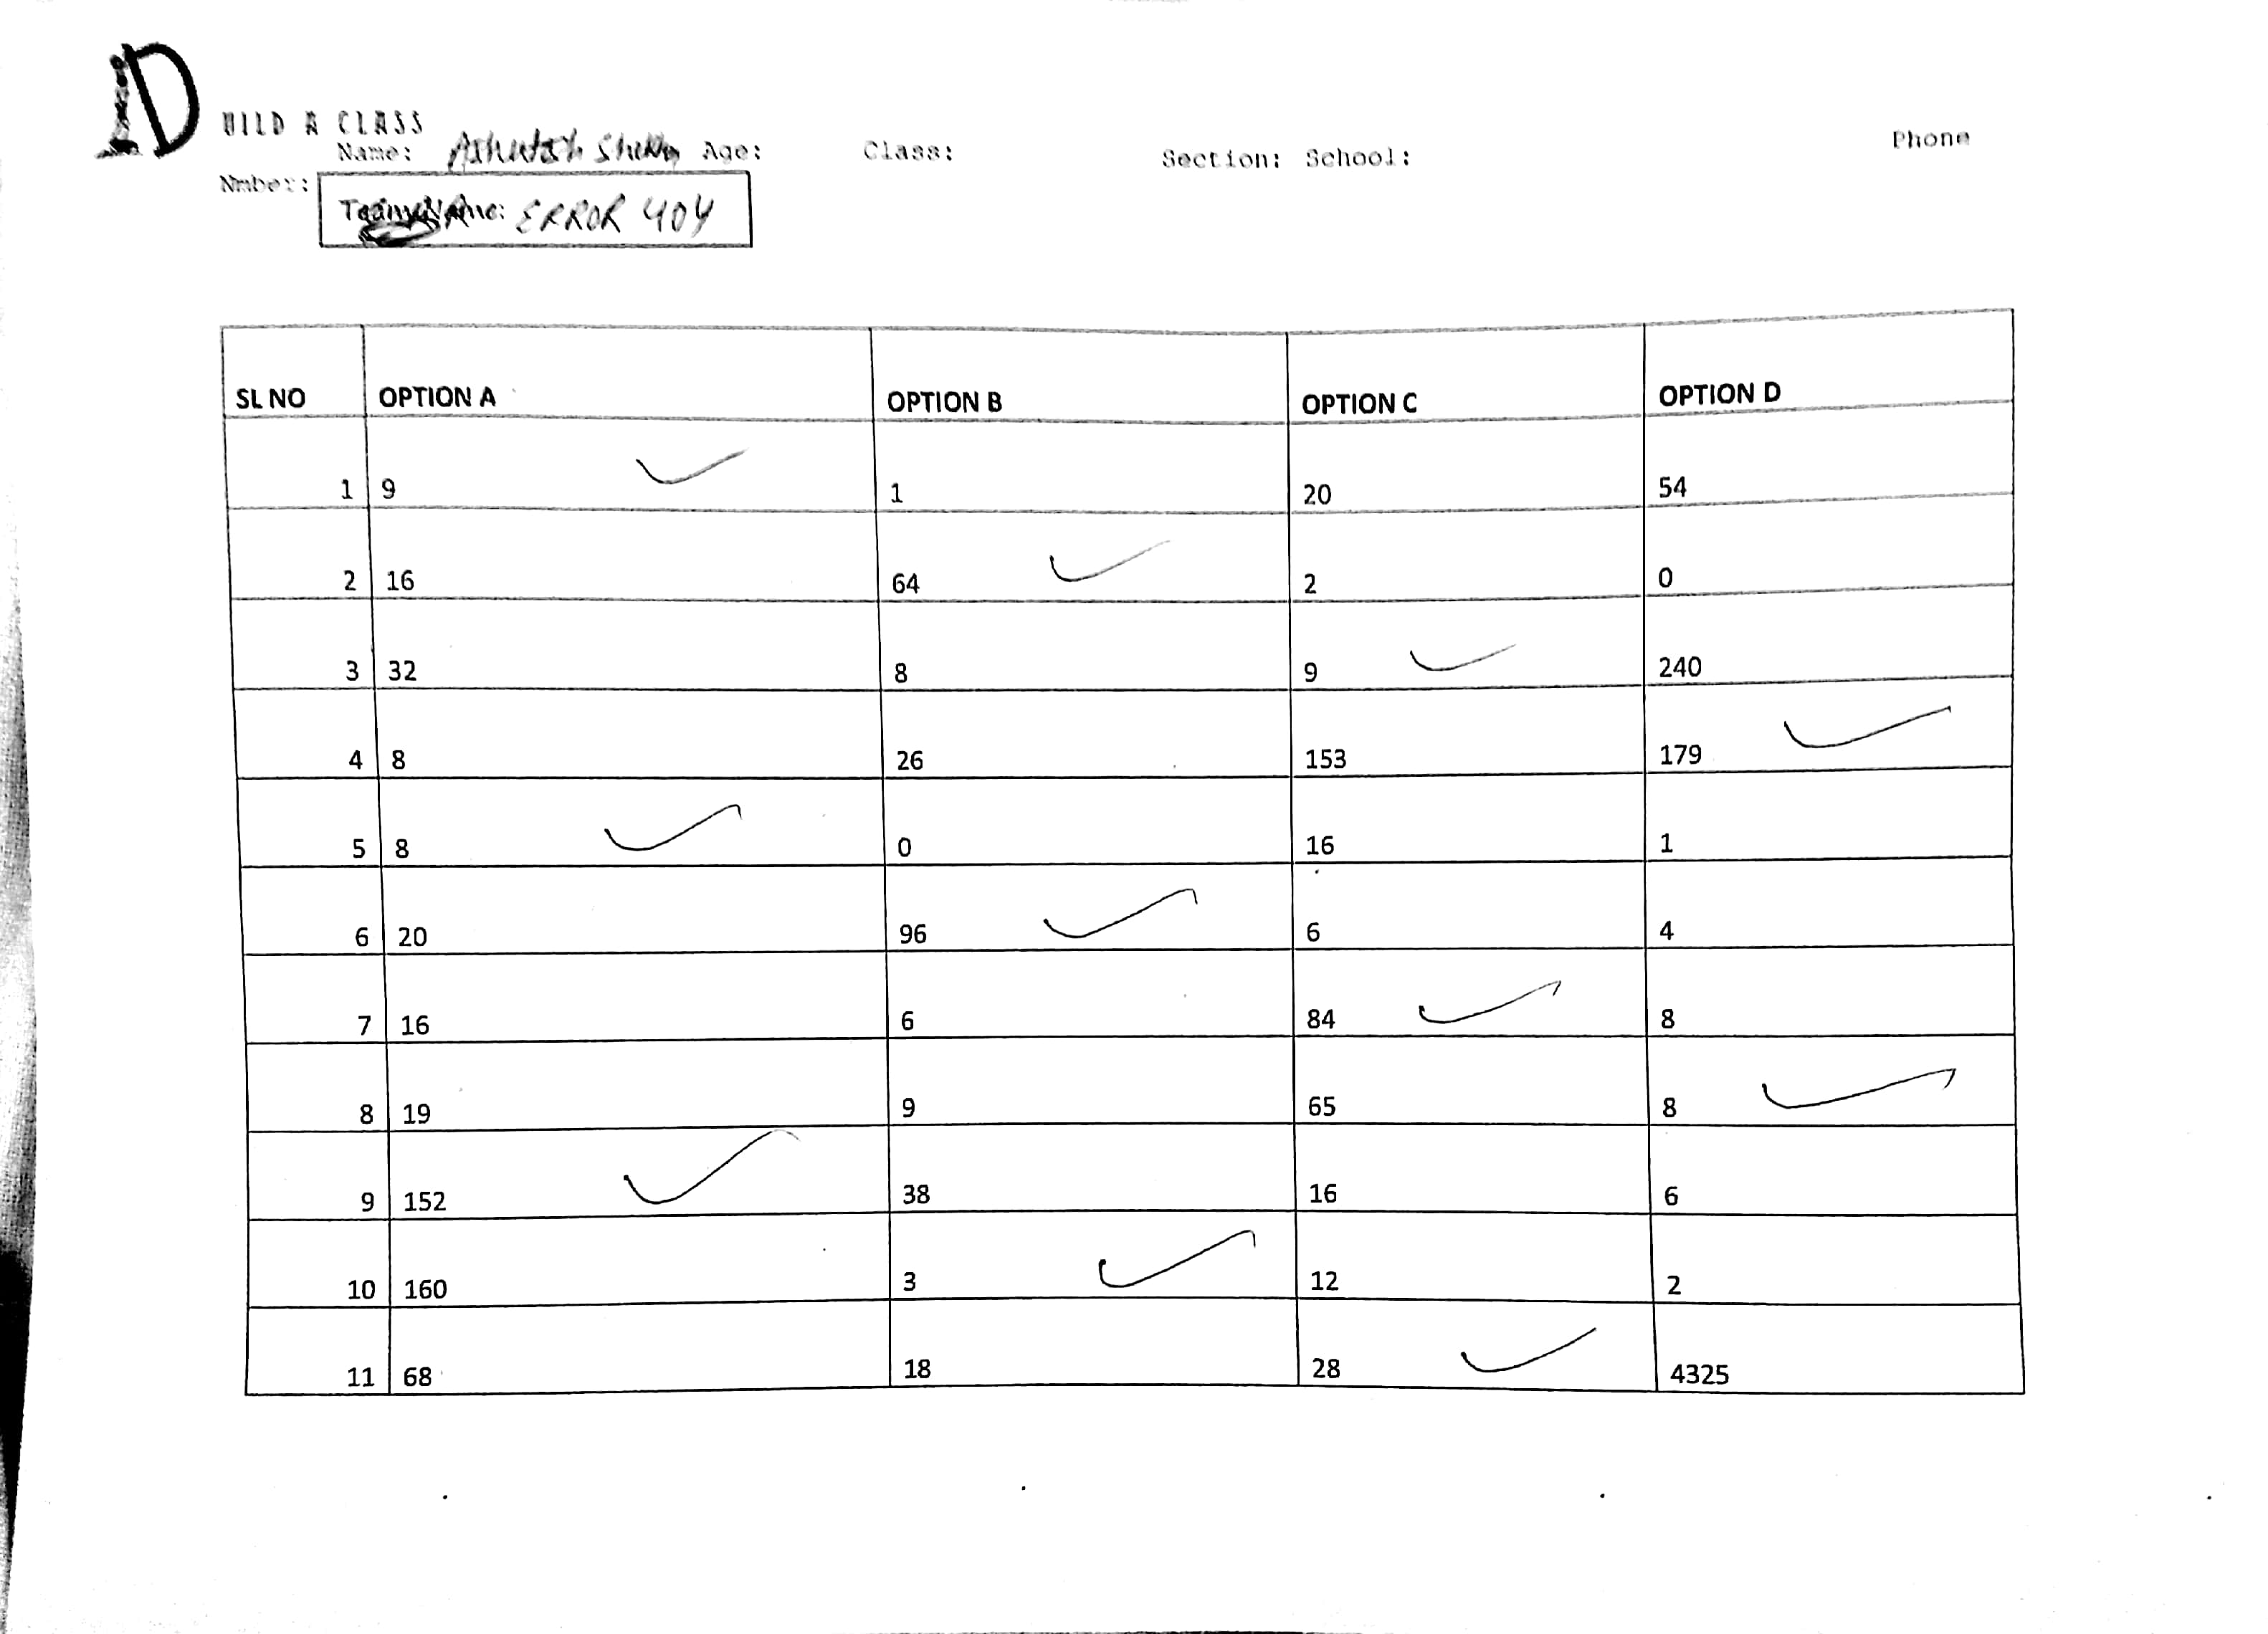 UILD A CLASS
Name: Age: Class: Section: School: Phone
Nmber:
Team Name: ERROR 404
SL NO OPTION A OPTION B OPTION C OPTION D
1 9 1 20 54
2 16 64 2 0
3 32 8 9 240
4 8 26 153 179
5 8 0 16 1
6 20 96 6 4
7 16 6 84 8
8 19 9 65 8
9 152 38 16 6
10 160 3 12 2
11 68 18 28 4325